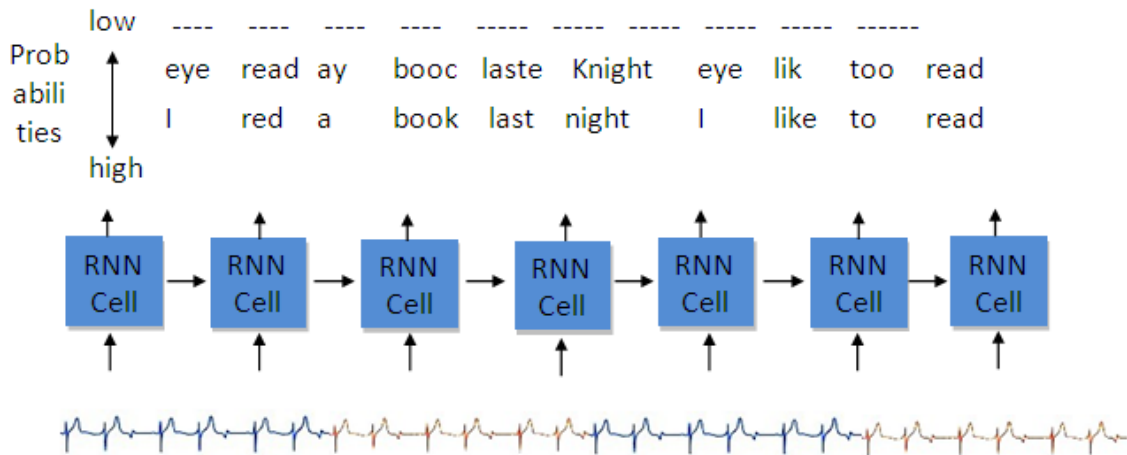 low ---- ---- ---- ---- ----- ----- ----- ----- ----- ------
Prob
abili
ties
eye read ay booc laste Knight eye lik too read
I red a book last night I like to read
high
RNN Cell
RNN Cell
RNN Cell
RNN Cell
RNN Cell
RNN Cell
RNN Cell